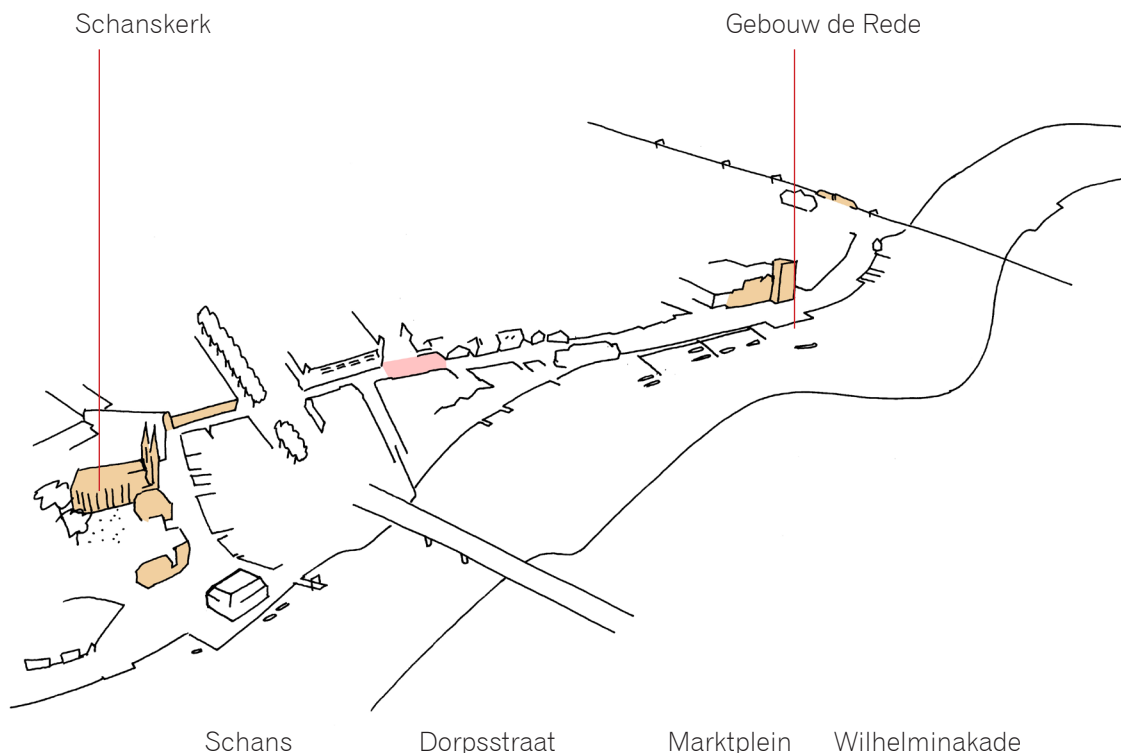 Schanskerk
Gebouw de Rede
Schans
Dorpsstraat
Marktplein
Wilhelminakade